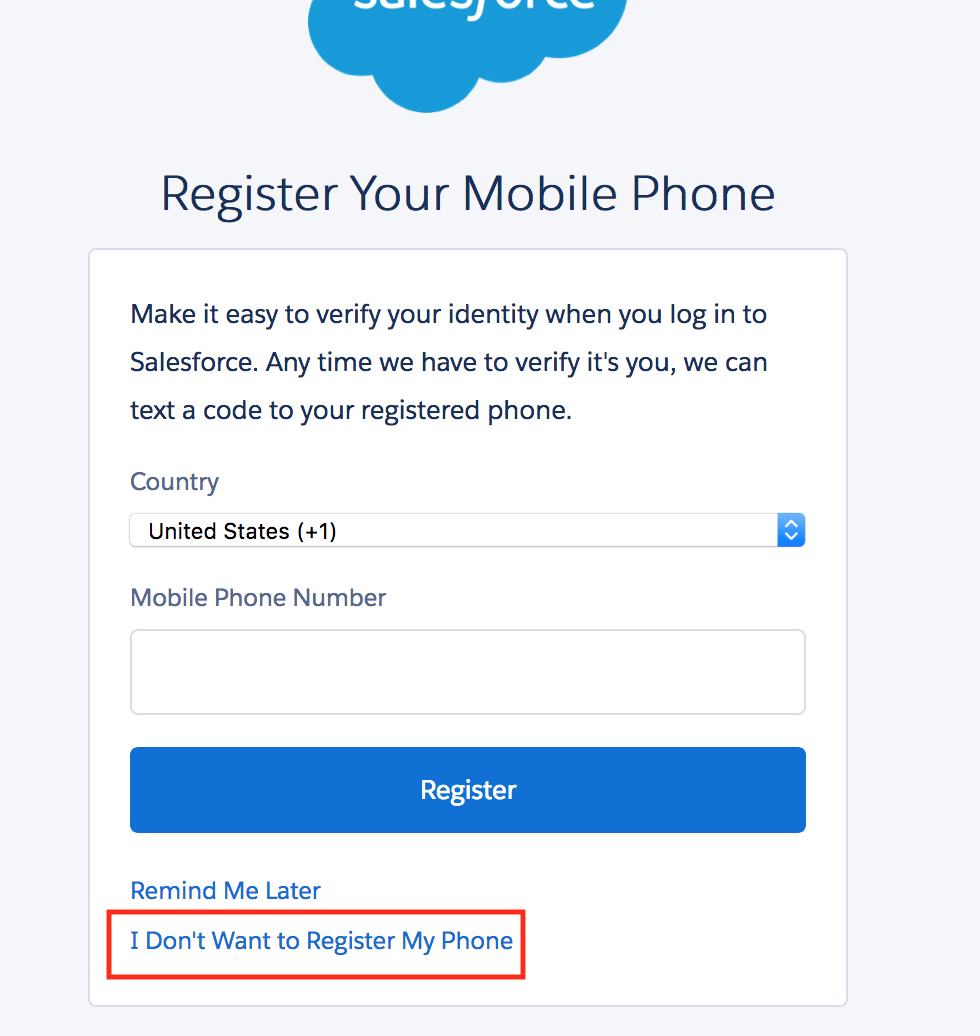 salesforce
Register Your Mobile Phone
Make it easy to verify your identity when you log in to
Salesforce. Any time we have to verify it's you, we can
text a code to your registered phone.
Country
United States (+1)
Mobile Phone Number
Register
Remind Me Later
I Don't Want to Register My Phone